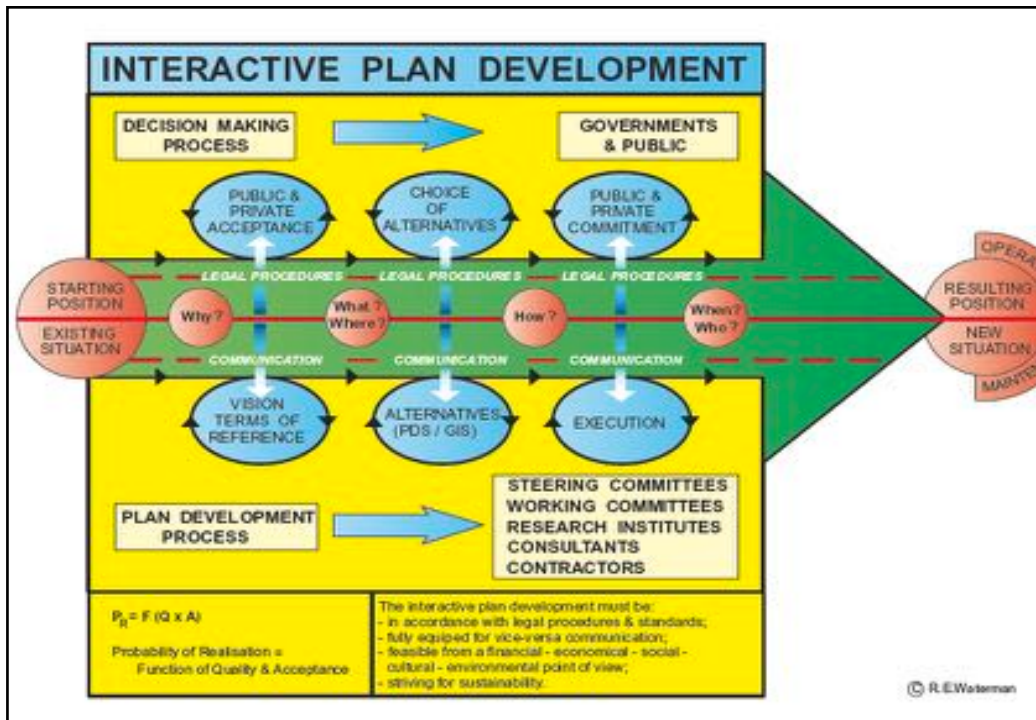 INTERACTIVE PLAN DEVELOPMENT
DECISION MAKING
PROCESS
GOVERNMENTS
& PUBLIC
PUBLIC &
PRIVATE
ACCEPTANCE
CHOICE
OF
ALTERNATIVES
PUBLIC &
PRIVATE
COMMITMENT
LEGAL PROCEDURES
LEGAL PROCEDURES
LEGAL PROCEDURES
STARTING
POSITION
EXISTING
SITUATION
Why ?
What ?
Where ?
How ?
When?
Who ?
OPERA
RESULTING
POSITION
NEW
SITUATION
MAINTEN
COMMUNICATION
COMMUNICATION
COMMUNICATION
VISION
TERMS OF
REFERENCE
ALTERNATIVES
(PDS / GIS)
EXECUTION
PLAN DEVELOPMENT
PROCESS
STEERING COMMITTEES
WORKING COMMITTEES
RESEARCH INSTITUTES
CONSULTANTS
CONTRACTORS
PR = F (Q x A)
Probability of Realisation =
Function of Quality & Acceptance
The interactive plan development must be:
- in accordance with legal procedures & standards;
- fully equiped for vice-versa communication;
- feasible from a financial - economical - social -
cultural - environmental point of view;
- striving for sustainability.
© R.E.Waterman